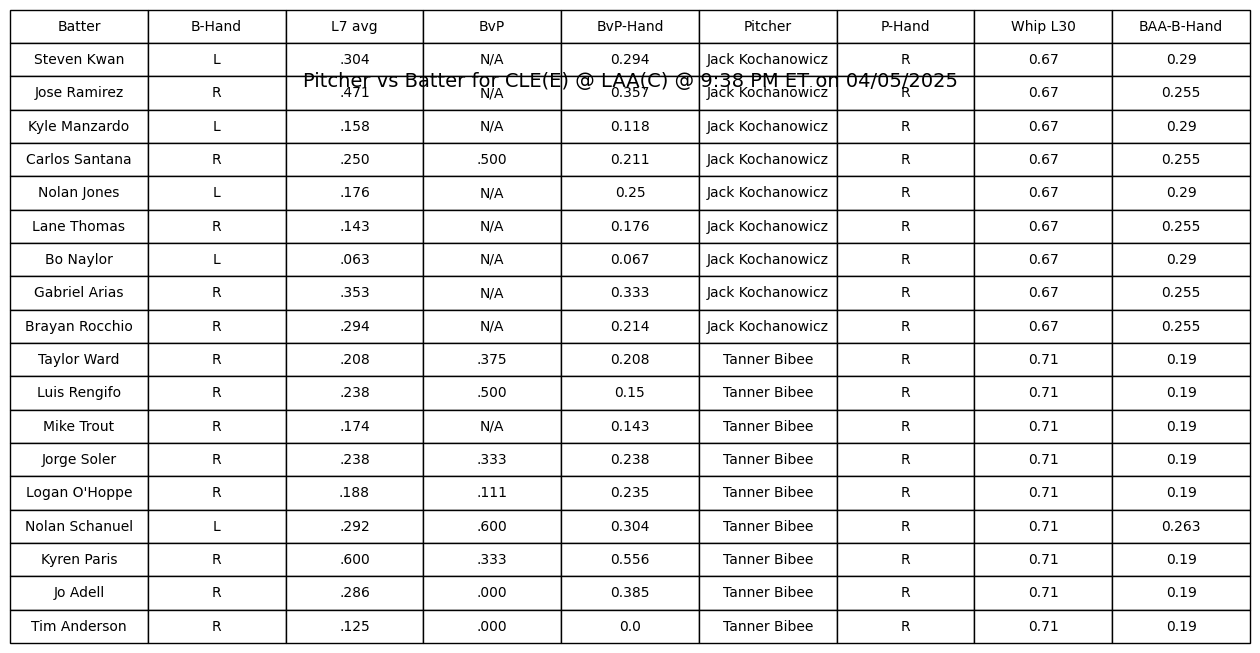 Batter B-Hand L7 avg BvP BvP-Hand Pitcher P-Hand Whip L30 BAA-B-Hand
Steven Kwan L .304 N/A 0.294 Jack Kochanowicz R 0.67 0.29
Pitcher vs Batter for CLE(E) @ LAA(C) @ 9:38 PM ET on 04/05/2025
Jose Ramirez R .471 N/A 0.357 Jack Kochanowicz R 0.67 0.255
Kyle Manzardo L .158 N/A 0.118 Jack Kochanowicz R 0.67 0.29
Carlos Santana R .250 .500 0.211 Jack Kochanowicz R 0.67 0.255
Nolan Jones L .176 N/A 0.25 Jack Kochanowicz R 0.67 0.29
Lane Thomas R .143 N/A 0.176 Jack Kochanowicz R 0.67 0.255
Bo Naylor L .063 N/A 0.067 Jack Kochanowicz R 0.67 0.29
Gabriel Arias R .353 N/A 0.333 Jack Kochanowicz R 0.67 0.255
Brayan Rocchio R .294 N/A 0.214 Jack Kochanowicz R 0.67 0.255
Taylor Ward R .208 .375 0.208 Tanner Bibee R 0.71 0.19
Luis Rengifo R .238 .500 0.15 Tanner Bibee R 0.71 0.19
Mike Trout R .174 N/A 0.143 Tanner Bibee R 0.71 0.19
Jorge Soler R .238 .333 0.238 Tanner Bibee R 0.71 0.19
Logan O'Hoppe R .188 .111 0.235 Tanner Bibee R 0.71 0.19
Nolan Schanuel L .292 .600 0.304 Tanner Bibee R 0.71 0.263
Kyren Paris R .600 .333 0.556 Tanner Bibee R 0.71 0.19
Jo Adell R .286 .000 0.385 Tanner Bibee R 0.71 0.19
Tim Anderson R .125 .000 0.0 Tanner Bibee R 0.71 0.19